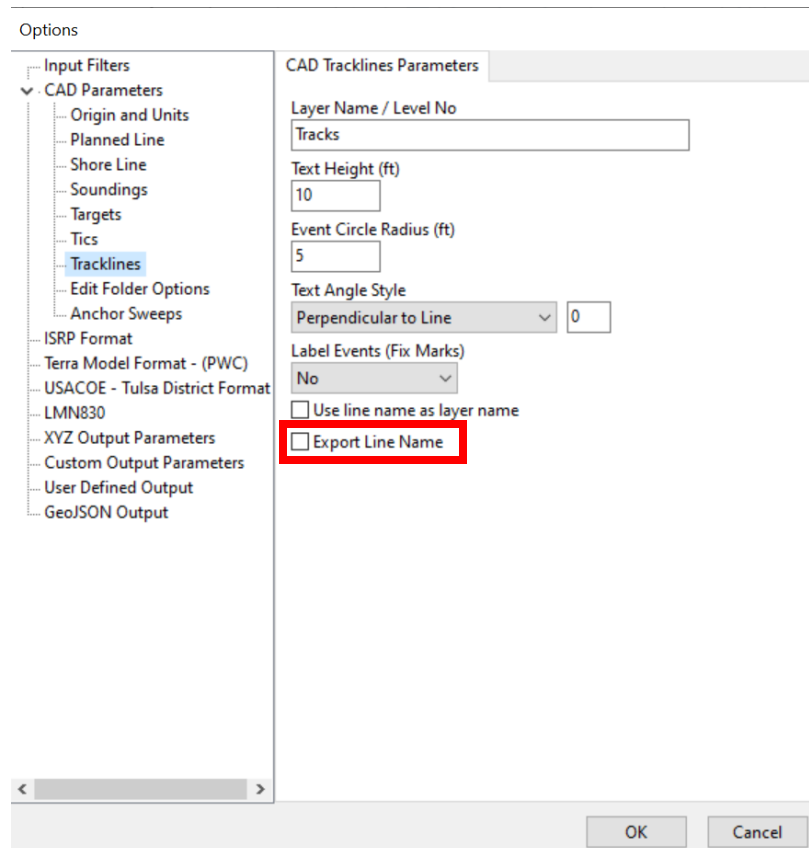 Options
Input Filters
CAD Parameters
Origin and Units
Planned Line
Shore Line
Soundings
Targets
Tics
Tracklines
Edit Folder Options
Anchor Sweeps
ISRP Format
Terra Model Format - (PWC)
USACOE - Tulsa District Format
LMN830
XYZ Output Parameters
Custom Output Parameters
User Defined Output
GeoJSON Output
CAD Tracklines Parameters
Layer Name / Level No
Tracks
Text Height (ft)
10
Event Circle Radius (ft)
5
Text Angle Style
Perpendicular to Line 0
Label Events (Fix Marks)
No
Use line name as layer name
Export Line Name
OK Cancel